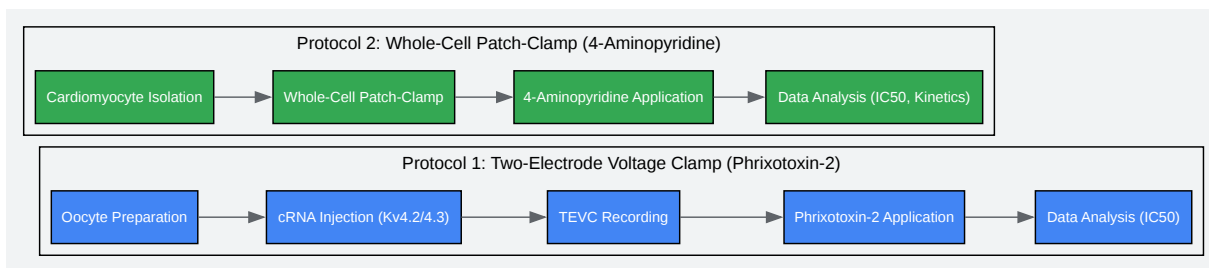 Protocol 2: Whole-Cell Patch-Clamp (4-Aminopyridine)
Cardiomyocyte Isolation
Whole-Cell Patch-Clamp
4-Aminopyridine Application
Data Analysis (IC50, Kinetics)
Protocol 1: Two-Electrode Voltage Clamp (Phrixotoxin-2)
Oocyte Preparation
cRNA Injection (Kv4.2/4.3)
TEVC Recording
Phrixotoxin-2 Application
Data Analysis (IC50)